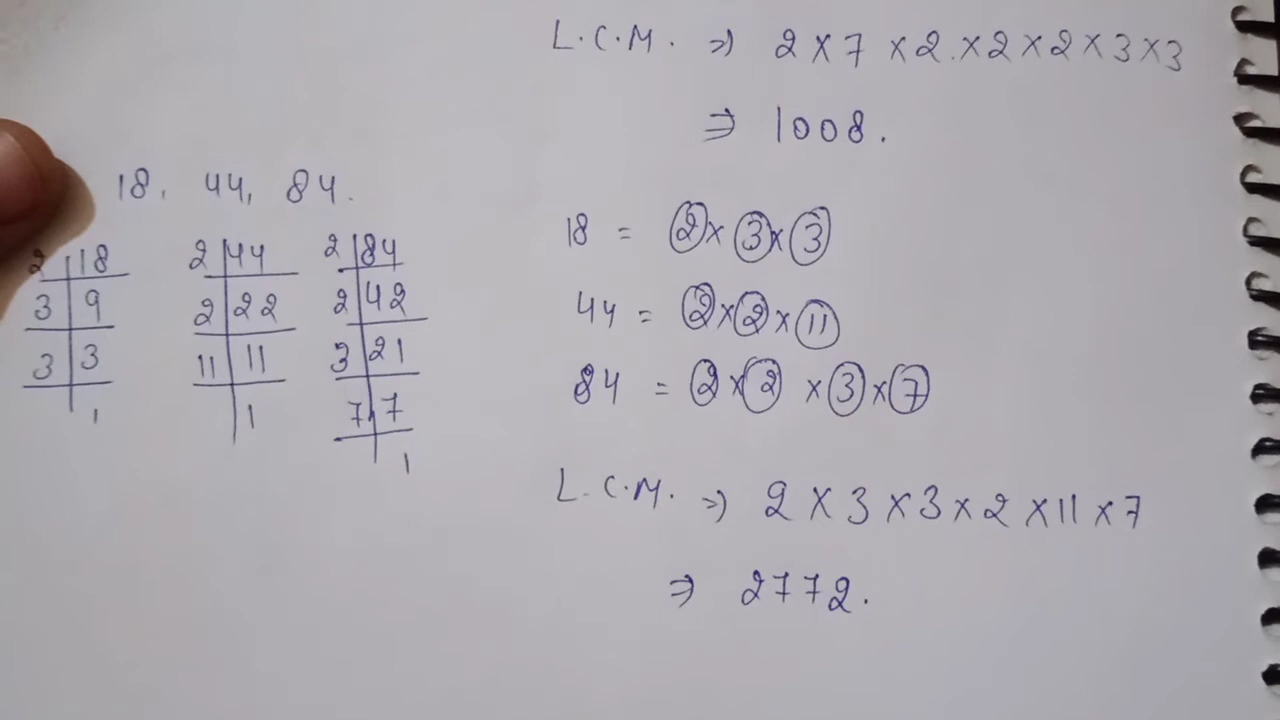 L.C.M. ⇒ 2 × 7 × 2 × 2 × 2 × 3 × 3
⇒ 1008.
18, 44, 84.
2 | 18
3 | 9
3 | 3
1
2 | 44
2 | 22
11 | 11
1
2 | 84
2 | 42
3 | 21
7 | 7
1
18 = 2 × 3 × 3
44 = 2 × 2 × 11
84 = 2 × 2 × 3 × 7
L.C.M. ⇒ 2 × 3 × 3 × 2 × 11 × 7
⇒ 2772.